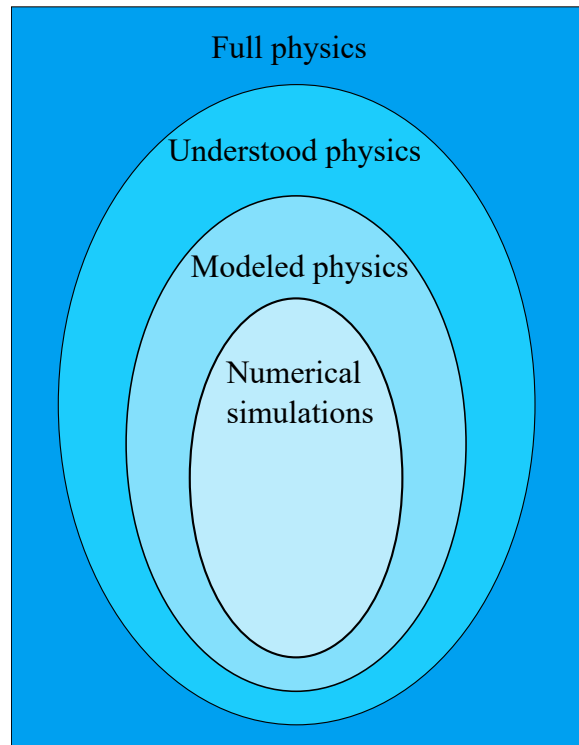 Full physics
Understood physics
Modeled physics
Numerical
simulations